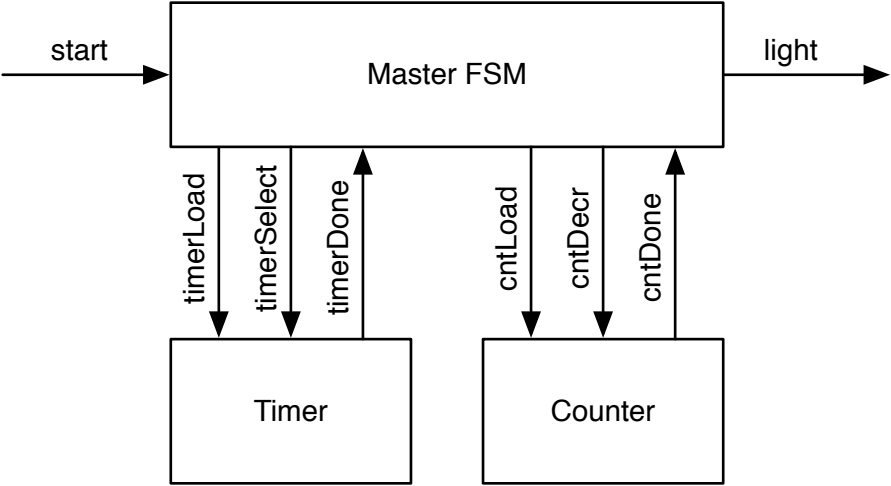 start
Master FSM
light
timerLoad
timerSelect
timerDone
cntLoad
cntDecr
cntDone
Timer
Counter